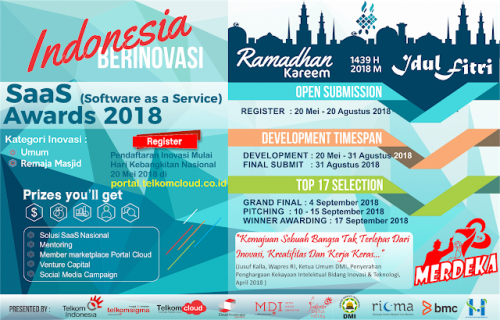 Indonesia
BERINOVASI
SaaS (Software as a Service)
Awards 2018
Kategori Inovasi :
Umum
Remaja Masjid
Register
Pendaftaran Inovasi Mulai
Hari Kebangkitan Nasional
20 Mei 2018 di
portal.telkomcloud.co.id
Prizes you'll get
Solusi SaaS Nasional
Mentoring
Member marketplace Portal Cloud
Venture Capital
Social Media Campaign
Ramadhan
Kareem
1439 H
2018 M
Idul Fitri
OPEN SUBMISSION
REGISTER : 20 Mei - 20 Agustus 2018
DEVELOPMENT TIMESPAN
DEVELOPMENT : 20 Mei - 31 Agustus 2018
FINAL SUBMIT : 31 Agustus 2018
TOP 17 SELECTION
GRAND FINAL : 4 September 2018
PITCHING : 10 - 15 September 2018
WINNER AWARDING : 17 September 2018
"Kemajuan Sebuah Bangsa Tak Terlepas Dari
Inovasi, Kreatifitas Dan Kerja Keras..."
(Jusuf Kalla, Wapres RI, Ketua Umum DMI, Penyerahan
Penghargaan Kekayaan Intelektual Bidang Inovasi & Teknologi,
April 2018 )
73
MERDEKA
PRESENTED BY :
Telkom
Indonesia
telkomsigma
Telkomcloud
MDI
DMI
ricma
bmc